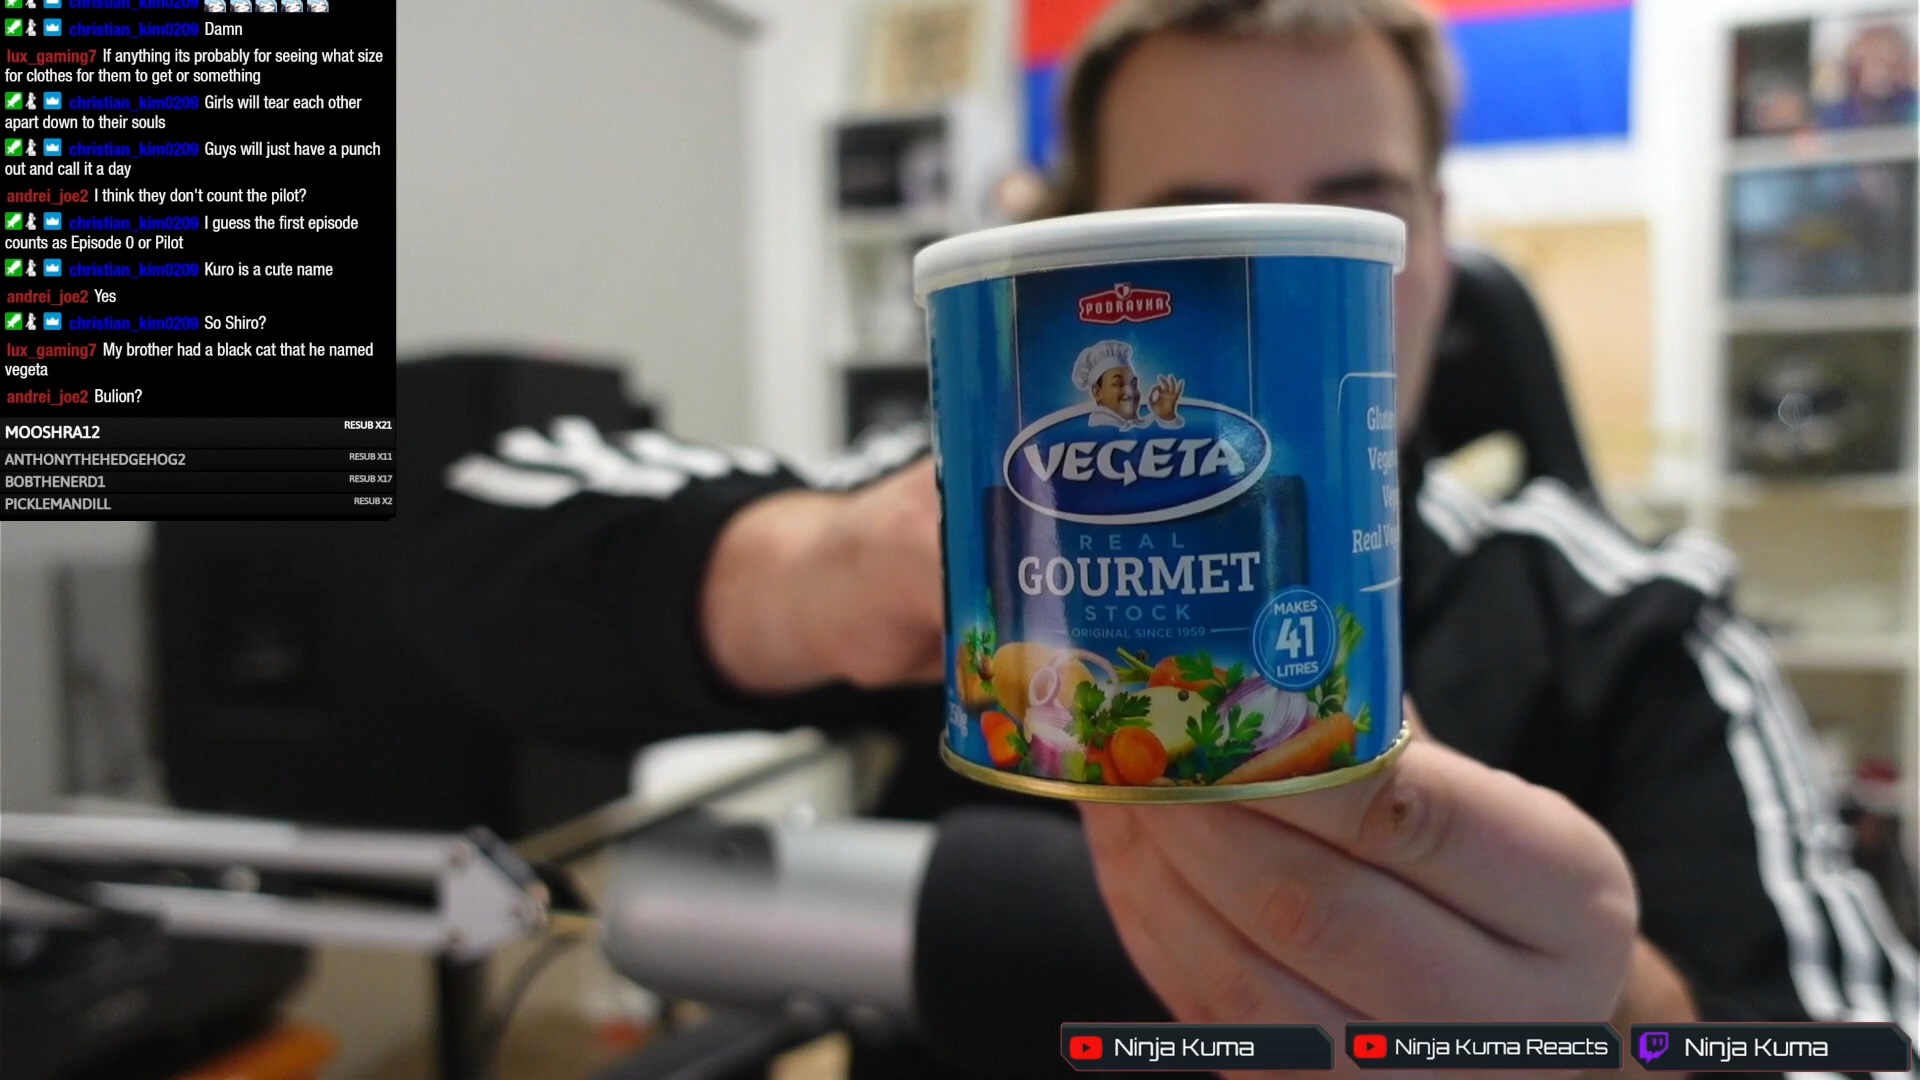 christian_kim0209
christian_kim0209 Damn
lux_gaming7 If anything its probably for seeing what size
for clothes for them to get or something
christian_kim0209 Girls will tear each other
apart down to their souls
christian_kim0209 Guys will just have a punch
out and call it a day
andrei_joe2 I think they don't count the pilot?
christian_kim0209 I guess the first episode
counts as Episode 0 or Pilot
christian_kim0209 Kuro is a cute name
andrei_joe2 Yes
christian_kim0209 So Shiro?
lux_gaming7 My brother had a black cat that he named
vegeta
andrei_joe2 Bulion?
MOOSHRA12 RESUB X21
ANTHONYTHEHEDGEHOG2 RESUB X11
BOBTHENERD1 RESUB X17
PICKLEMANDILL RESUB X2
PODRAVKA
VEGETA
REAL
GOURMET
STOCK
ORIGINAL SINCE 1959
MAKES
41
LITRES
Real
Ninja Kuma
Ninja Kuma Reacts
Ninja Kuma